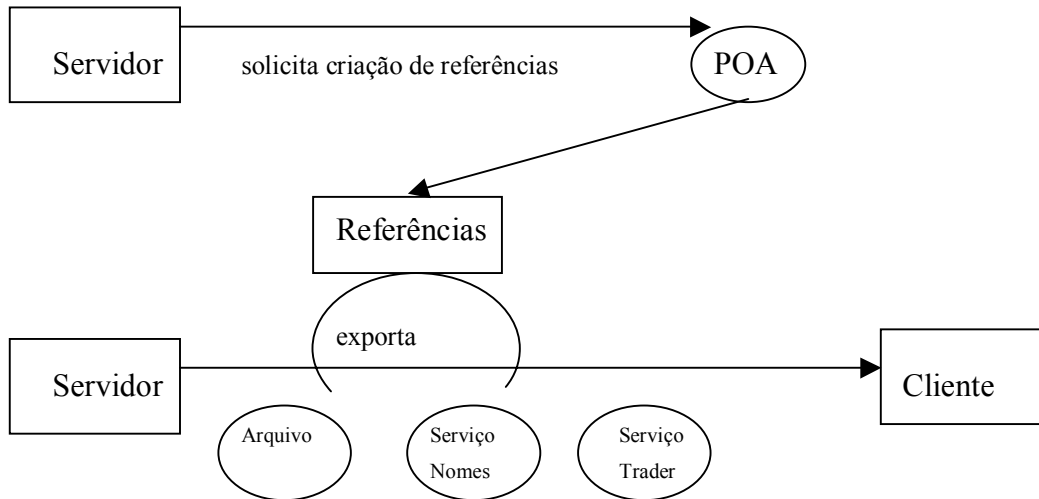 Servidor
solicita criação de referências
POA
Referências
exporta
Servidor
Cliente
Arquivo
Serviço
Nomes
Serviço
Trader